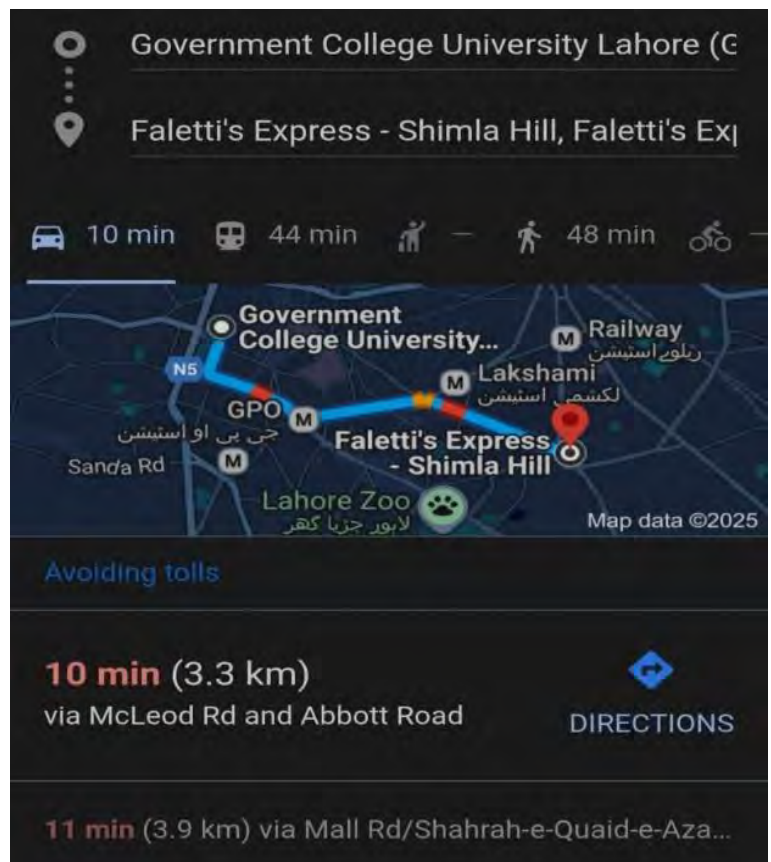 Government College University Lahore (G
Faletti's Express - Shimla Hill, Faletti's Exp
10 min 44 min — 48 min —
Government
College University...
M Railway
ریلوے اسٹیشن
N5
M Lakshami
لکشمی اسٹیشن
GPO M
جی پی او اسٹیشن
Faletti's Express
- Shimla Hill
Sanda Rd M
Lahore Zoo
لاہور چڑیا گھر
Map data ©2025
Avoiding tolls
10 min (3.3 km)
via McLeod Rd and Abbott Road
DIRECTIONS
11 min (3.9 km) via Mall Rd/Shahrah-e-Quaid-e-Aza...